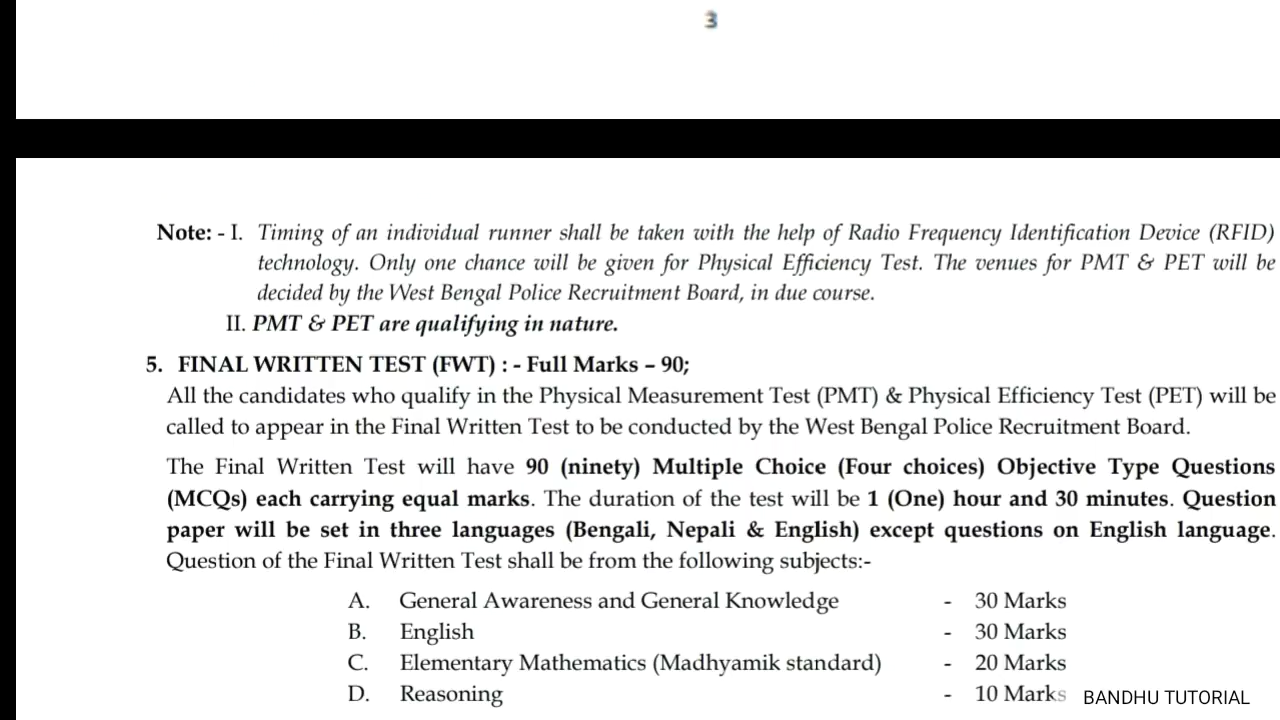 3
Note: - I. Timing of an individual runner shall be taken with the help of Radio Frequency Identification Device (RFID)
technology. Only one chance will be given for Physical Efficiency Test. The venues for PMT & PET will be
decided by the West Bengal Police Recruitment Board, in due course.
II. PMT & PET are qualifying in nature.
5. FINAL WRITTEN TEST (FWT) : - Full Marks – 90;
All the candidates who qualify in the Physical Measurement Test (PMT) & Physical Efficiency Test (PET) will be
called to appear in the Final Written Test to be conducted by the West Bengal Police Recruitment Board.
The Final Written Test will have 90 (ninety) Multiple Choice (Four choices) Objective Type Questions
(MCQs) each carrying equal marks. The duration of the test will be 1 (One) hour and 30 minutes. Question
paper will be set in three languages (Bengali, Nepali & English) except questions on English language.
Question of the Final Written Test shall be from the following subjects:-
A. General Awareness and General Knowledge - 30 Marks
B. English - 30 Marks
C. Elementary Mathematics (Madhyamik standard) - 20 Marks
D. Reasoning - 10 Marks
BANDHU TUTORIAL